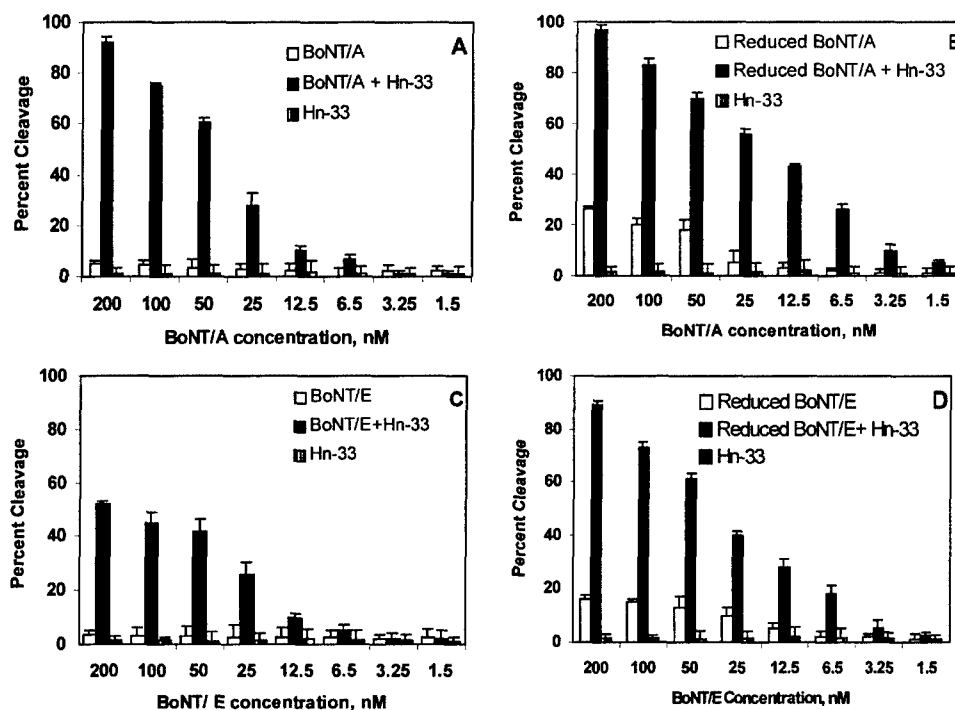 A
BoNT/A
BoNT/A + Hn-33
Hn-33
Percent Cleavage
100
80
60
40
20
0
200 100 50 25 12.5 6.5 3.25 1.5
BoNT/A concentration, nM
Reduced BoNT/A
Reduced BoNT/A + Hn-33
Hn-33
Percent Cleavage
100
80
60
40
20
0
200 100 50 25 12.5 6.5 3.25 1.5
BoNT/A concentration, nM
C
BoNT/E
BoNT/E+Hn-33
Hn-33
Percent Cleavage
100
80
60
40
20
0
200 100 50 25 12.5 6.5 3.25 1.5
BoNT/ E concentration, nM
D
Reduced BoNT/E
Reduced BoNT/E+ Hn-33
Hn-33
Percent Cleavage
100
80
60
40
20
0
200 100 50 25 12.5 6.5 3.25 1.5
BoNT/E Concentration, nM